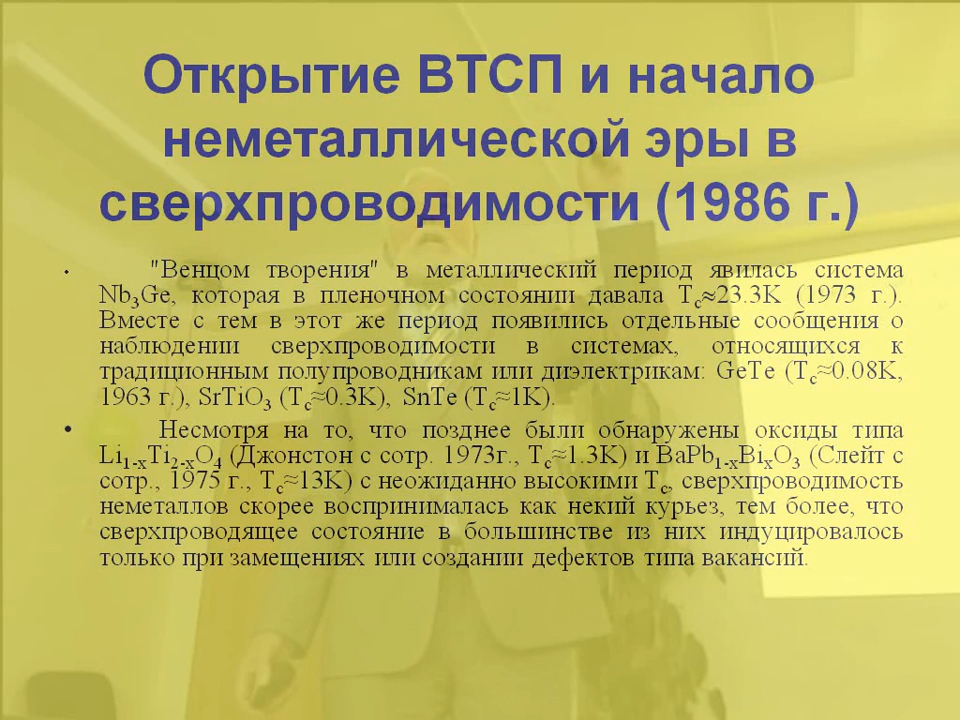 Открытие ВТСП и начало
неметаллической эры в
сверхпроводимости (1986 г.)
• "Венцом творения" в металлический период явилась система
Nb₃Ge, которая в пленочном состоянии давала Tc≈23.3K (1973 г.).
Вместе с тем в этот же период появились отдельные сообщения о
наблюдении сверхпроводимости в системах, относящихся к
традиционным полупроводникам или диэлектрикам: GeTe (Tc≈0.08K,
1963 г.), SrTiO₃ (Tc≈0.3K), SnTe (Tc≈1K).
• Несмотря на то, что позднее были обнаружены оксиды типа
Li₁₋ₓTi₂₋ₓO₄ (Джонстон с сотр. 1973г., Tc≈1.3K) и BaPb₁₋ₓBiₓO₃ (Слейт с
сотр., 1975 г., Tc≈13K) с неожиданно высокими Tc, сверхпроводимость
неметаллов скорее воспринималась как некий курьез, тем более, что
сверхпроводящее состояние в большинстве из них индуцировалось
только при замещениях или создании дефектов типа вакансий.